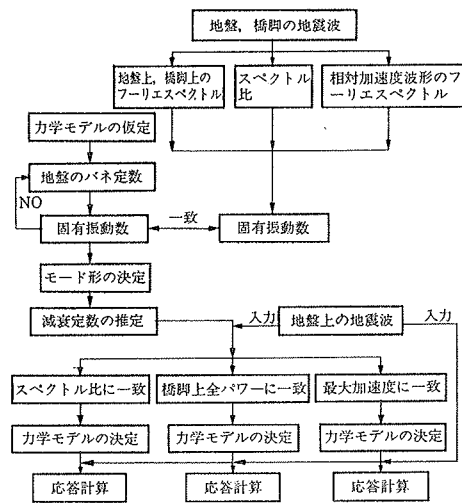 地盤，橋脚の地震波
地盤上，橋脚上の
フーリエスペクトル
スペクトル
比
相対加速度波形のフ
ーリエスペクトル
力学モデルの仮定
地盤のバネ定数
NO
固有振動数
一致
固有振動数
モード形の決定
減衰定数の推定
入力
地盤上の地震波
入力
スペクトル比に一致
橋脚上全パワーに一致
最大加速度に一致
力学モデルの決定
力学モデルの決定
力学モデルの決定
応答計算
応答計算
応答計算